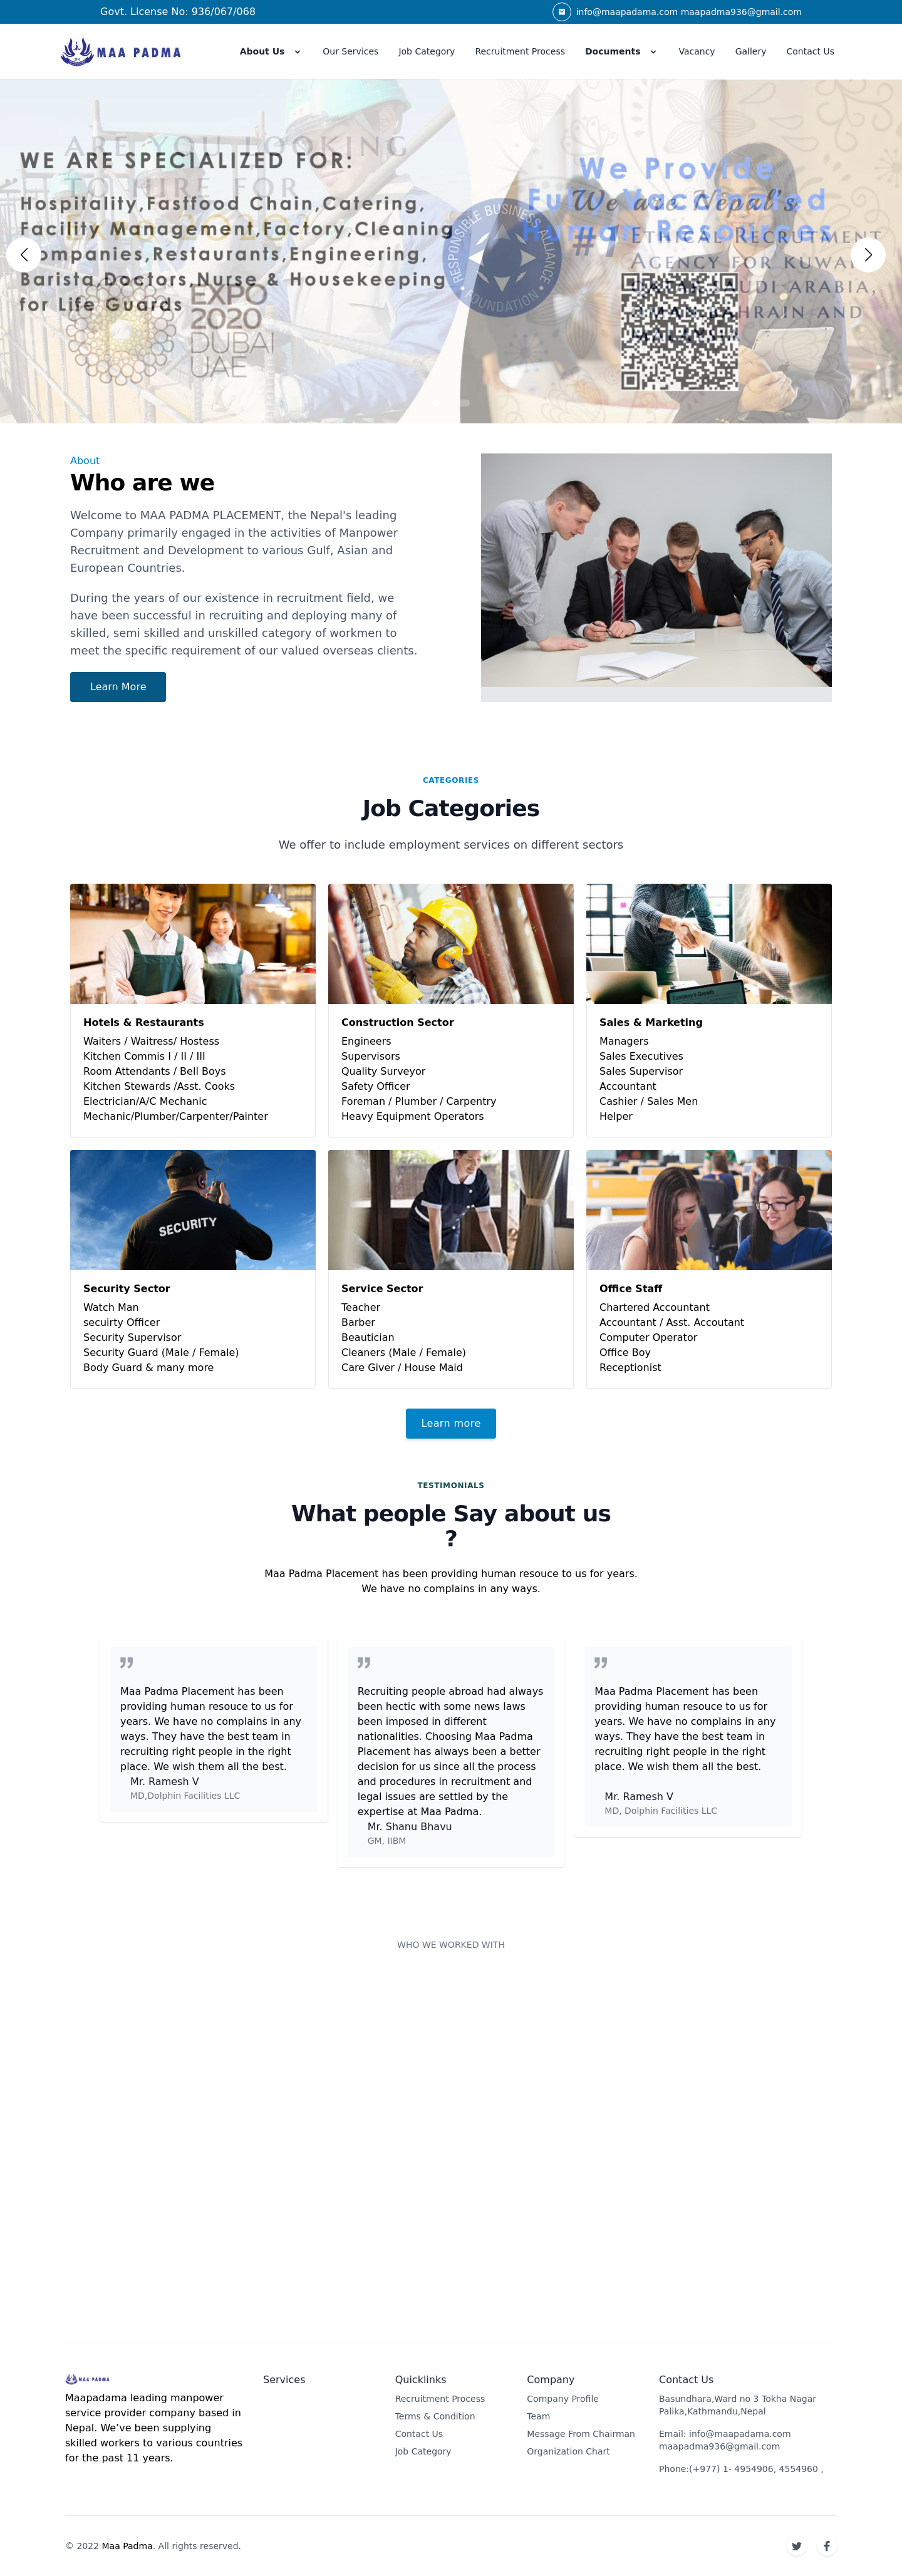 Govt. License No: 936/067/068
info@maapadama.com maapadma936@gmail.com
MAA PADMA
About Us
Our Services
Job Category
Recruitment Process
Documents
Vacancy
Gallery
Contact Us
ARE YOU LOOKING
TO HIRE FOR
WE ARE SPECIALIZED FOR:
Hospitality,Fastfood Chain,Catering,
Facility Management,Factory,Cleaning
Companies,Restaurants,Engineering,
Barista,Doctors,Nurse & Housekeeping
for Life Guards
EXPO
2020
DUBAI
UAE
RESPONSIBLE BUSINESS ALLIANCE
FOUNDATION
We Provide
Fully Vaccinated
Human Resources
We are Nepal's
#1 Ethical Recruitment
Agency for Kuwait,
Saudi Arabia,
Bahrain and
About
Who are we
Welcome to MAA PADMA PLACEMENT, the Nepal's leading
Company primarily engaged in the activities of Manpower
Recruitment and Development to various Gulf, Asian and
European Countries.
During the years of our existence in recruitment field, we
have been successful in recruiting and deploying many of
skilled, semi skilled and unskilled category of workmen to
meet the specific requirement of our valued overseas clients.
Learn More
CATEGORIES
Job Categories
We offer to include employment services on different sectors
Hotels & Restaurants
Waiters / Waitress/ Hostess
Kitchen Commis I / II / III
Room Attendants / Bell Boys
Kitchen Stewards /Asst. Cooks
Electrician/A/C Mechanic
Mechanic/Plumber/Carpenter/Painter
Construction Sector
Engineers
Supervisors
Quality Surveyor
Safety Officer
Foreman / Plumber / Carpentry
Heavy Equipment Operators
Company's Growth
Sales & Marketing
Managers
Sales Executives
Sales Supervisor
Accountant
Cashier / Sales Men
Helper
SECURITY
Security Sector
Watch Man
secuirty Officer
Security Supervisor
Security Guard (Male / Female)
Body Guard & many more
Service Sector
Teacher
Barber
Beautician
Cleaners (Male / Female)
Care Giver / House Maid
Office Staff
Chartered Accountant
Accountant / Asst. Accoutant
Computer Operator
Office Boy
Receptionist
Learn more
TESTIMONIALS
What people Say about us
?
Maa Padma Placement has been providing human resouce to us for years.
We have no complains in any ways.
Maa Padma Placement has been
providing human resouce to us for
years. We have no complains in any
ways. They have the best team in
recruiting right people in the right
place. We wish them all the best.
Mr. Ramesh V
MD,Dolphin Facilities LLC
Recruiting people abroad had always
been hectic with some news laws
been imposed in different
nationalities. Choosing Maa Padma
Placement has always been a better
decision for us since all the process
and procedures in recruitment and
legal issues are settled by the
expertise at Maa Padma.
Mr. Shanu Bhavu
GM, IIBM
Maa Padma Placement has been
providing human resouce to us for
years. We have no complains in any
ways. They have the best team in
recruiting right people in the right
place. We wish them all the best.
Mr. Ramesh V
MD, Dolphin Facilities LLC
WHO WE WORKED WITH
MAA PADMA
Maapadama leading manpower
service provider company based in
Nepal. We’ve been supplying
skilled workers to various countries
for the past 11 years.
Services
Quicklinks
Recruitment Process
Terms & Condition
Contact Us
Job Category
Company
Company Profile
Team
Message From Chairman
Organization Chart
Contact Us
Basundhara,Ward no 3 Tokha Nagar
Palika,Kathmandu,Nepal
Email: info@maapadama.com
maapadma936@gmail.com
Phone:(+977) 1- 4954906, 4554960 ,
© 2022 Maa Padma. All rights reserved.